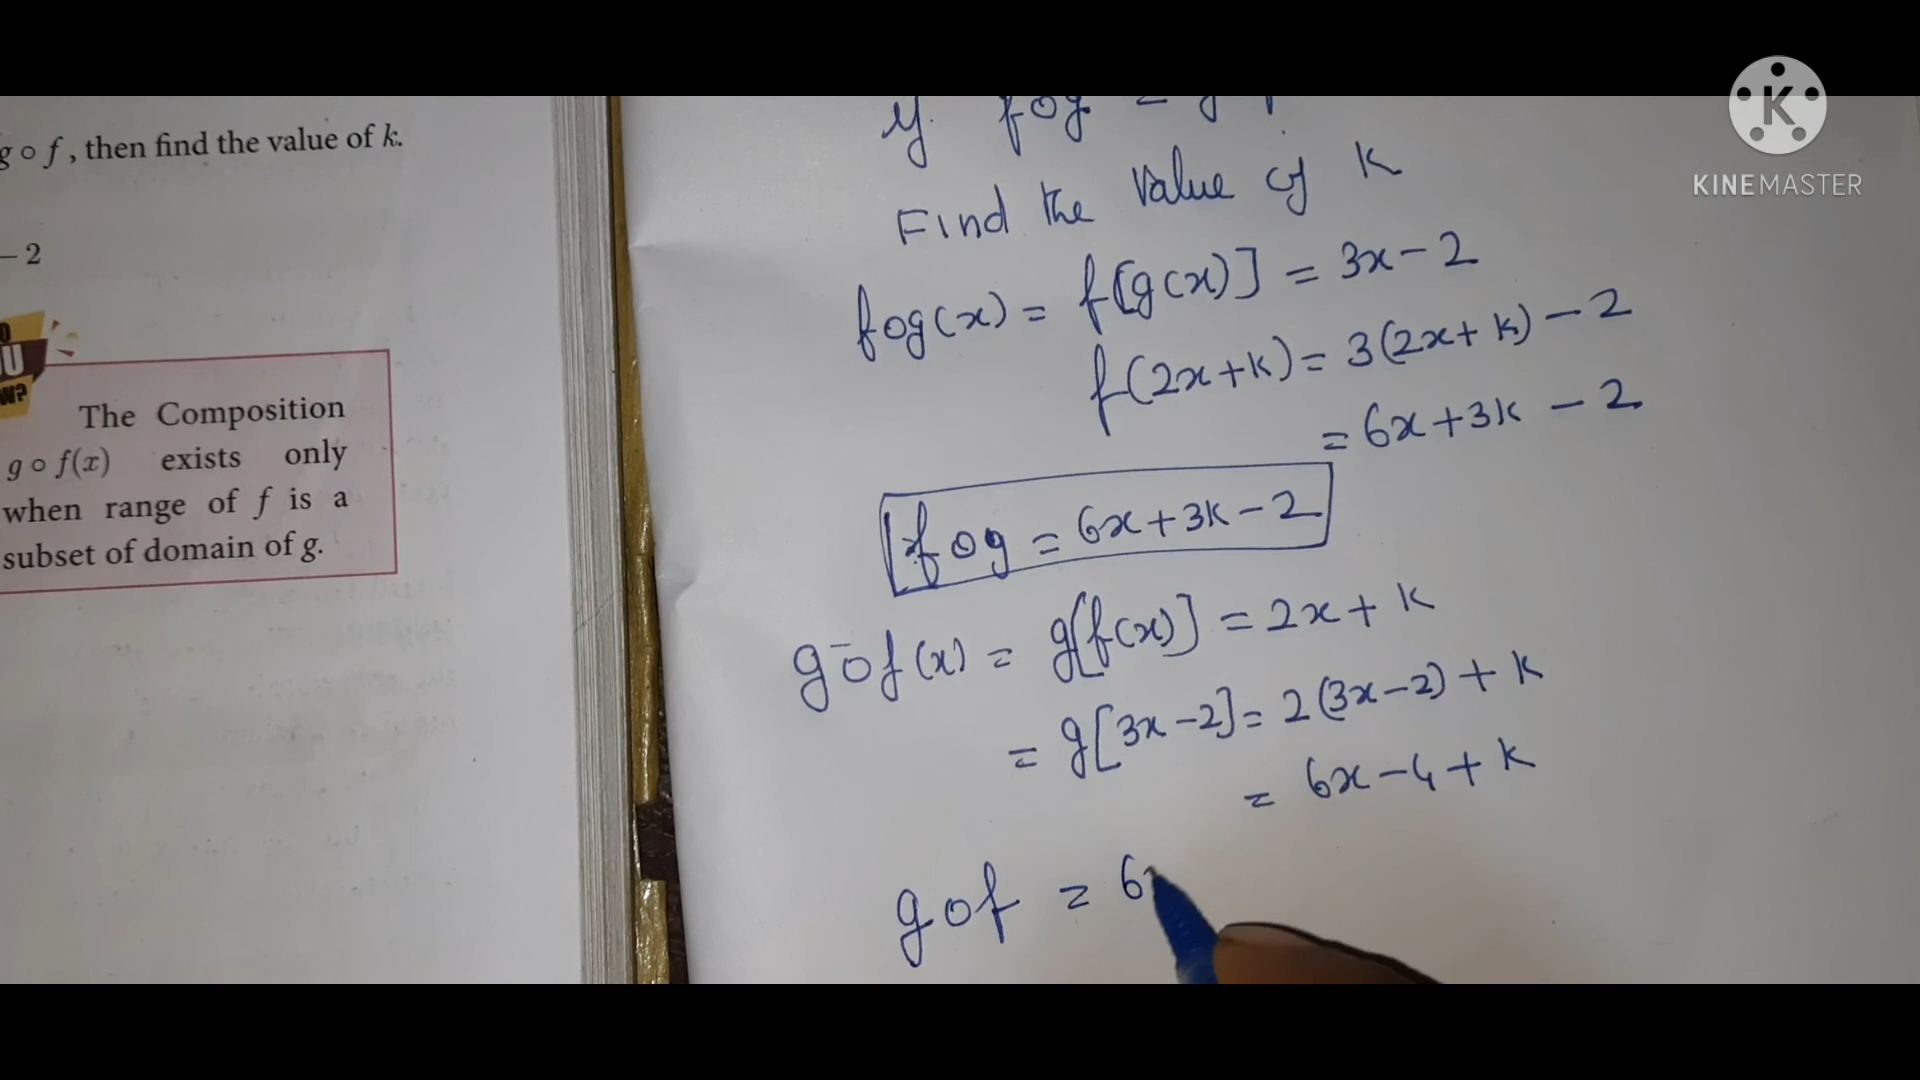 g ∘ f, then find the value of k.
– 2
The Composition
g ∘ f(x) exists only
when range of f is a
subset of domain of g.
If fog =
Find the value of k
fog(x) = f[g(x)] = 3x – 2
f(2x+k) = 3(2x+k) – 2
= 6x+3k – 2
fog = 6x+3k – 2
gof(x) = g[f(x)] = 2x + k
= g[3x –2] = 2(3x–2) + k
= 6x – 4 + k
gof = 6
K
KINEMASTER